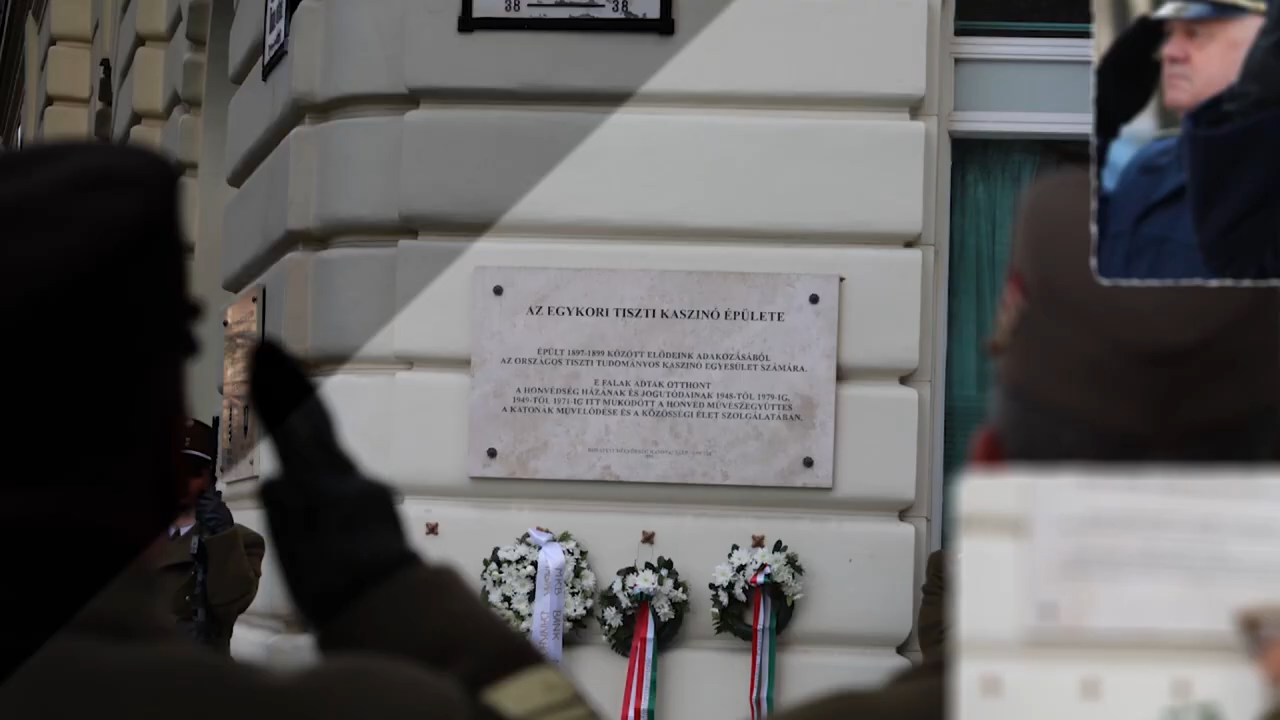 38 38
AZ EGYKORI TISZTI KASZINÓ ÉPÜLETE
ÉPÜLT 1897-1899 KÖZÖTT ELŐDEINK ADAKOZÁSÁBÓL
AZ ORSZÁGOS TISZTI TUDOMÁNYOS KASZINÓ EGYESÜLET SZÁMÁRA.
E FALAK ADTAK OTTHONT
A HONVÉDSÉG HÁZÁNAK ÉS JOGUTÓDAINAK 1948-TÓL 1979-IG.
1949-TŐL 1971-IG ITT MŰKÖDÖTT A HONVÉD MŰVÉSZEGYÜTTES
A KATONÁK MŰVELŐDÉSE ÉS A KÖZÖSSÉGI ÉLET SZOLGÁLATÁBAN.
BANK